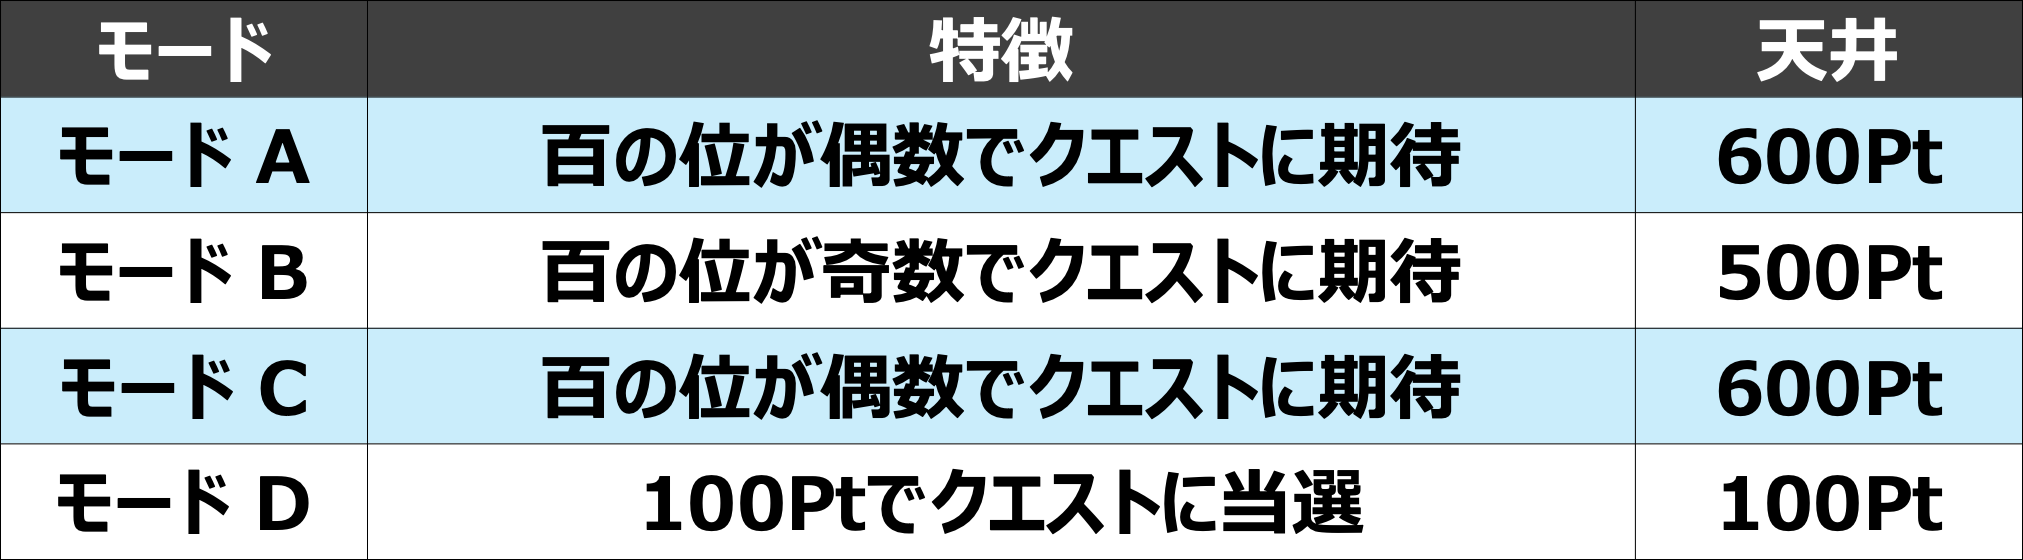 モード 特徴 天井
モード A 百の位が偶数でクエストに期待 600Pt
モード B 百の位が奇数でクエストに期待 500Pt
モード C 百の位が偶数でクエストに期待 600Pt
モード D 100Ptでクエストに当選 100Pt